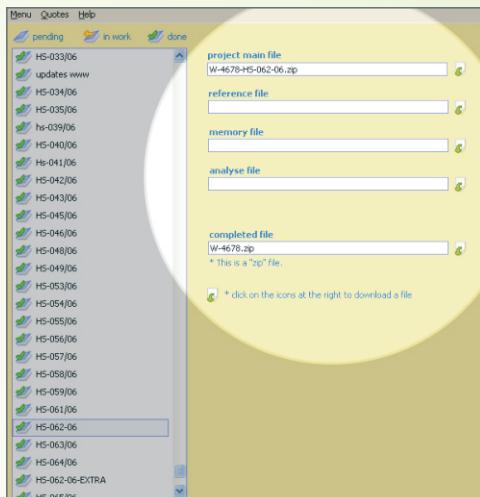 Menu Quotes Help
pending in work done
HS-033/06
updates www
HS-034/06
HS-035/06
hs-039/06
HS-040/06
Hs-041/06
HS-042/06
HS-043/06
HS-045/06
HS-046/06
HS-048/06
HS-049/06
HS-053/06
HS-054/06
HS-055/06
HS-056/06
HS-057/06
HS-058/06
HS-059/06
HS-061/06
HS-062-06
HS-063/06
HS-064/06
HS-062-06-EXTRA
HS-065/06
project main file
W-4678-HS-062-06.zip
reference file
memory file
analyse file
completed file
W-4678.zip
* This is a "zip" file.
* click on the icons at the right to download a file